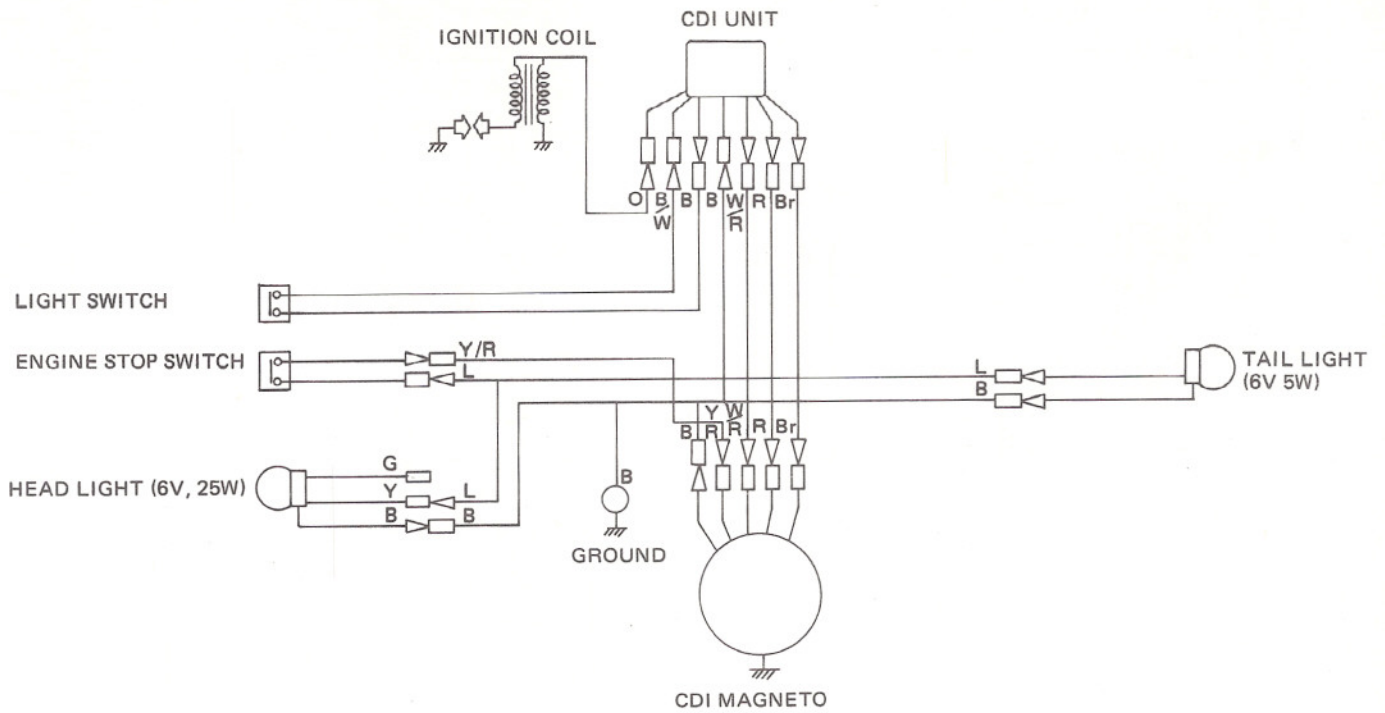 CDI UNIT
IGNITION COIL
O B/W B B W/R R Br
LIGHT SWITCH
ENGINE STOP SWITCH
Y/R
L
L
B
TAIL LIGHT
(6V 5W)
B Y/R W/R R Br
HEAD LIGHT (6V, 25W)
G
Y L
B B
B
GROUND
CDI MAGNETO